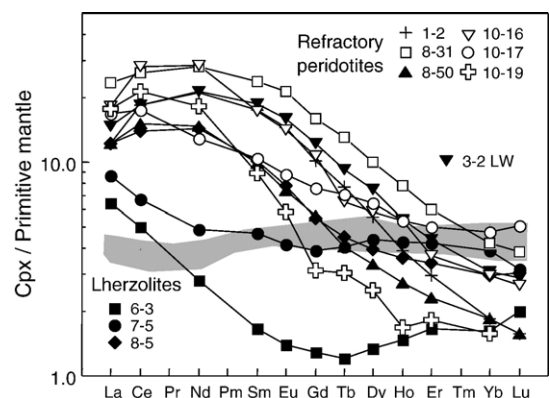 Cpx / Primitive mantle
10.0
1.0
Refractory
peridotites
1-2
8-31
8-50
10-16
10-17
10-19
3-2 LW
Lherzolites
6-3
7-5
8-5
La Ce Pr Nd Pm Sm Eu Gd Tb Dy Ho Er Tm Yb Lu